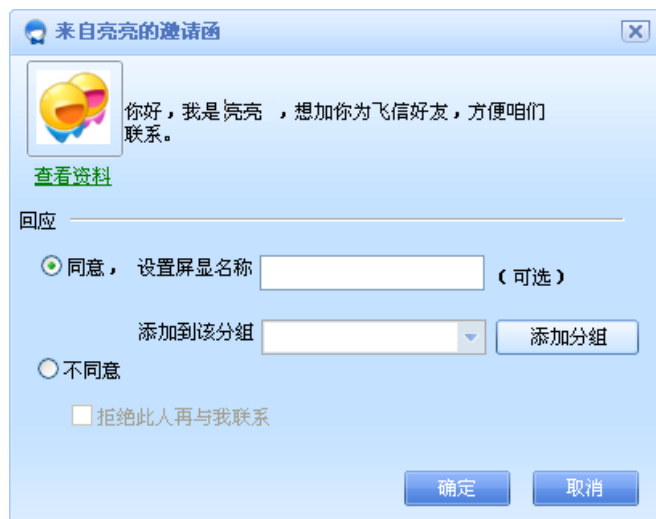 来自亮亮的邀请函
你好，我是亮亮 ，想加你为飞信好友，方便咱们
联系。
查看资料
回应
同意， 设置屏显名称 （可选）
添加到该分组 添加分组
不同意
拒绝此人再与我联系
确定 取消